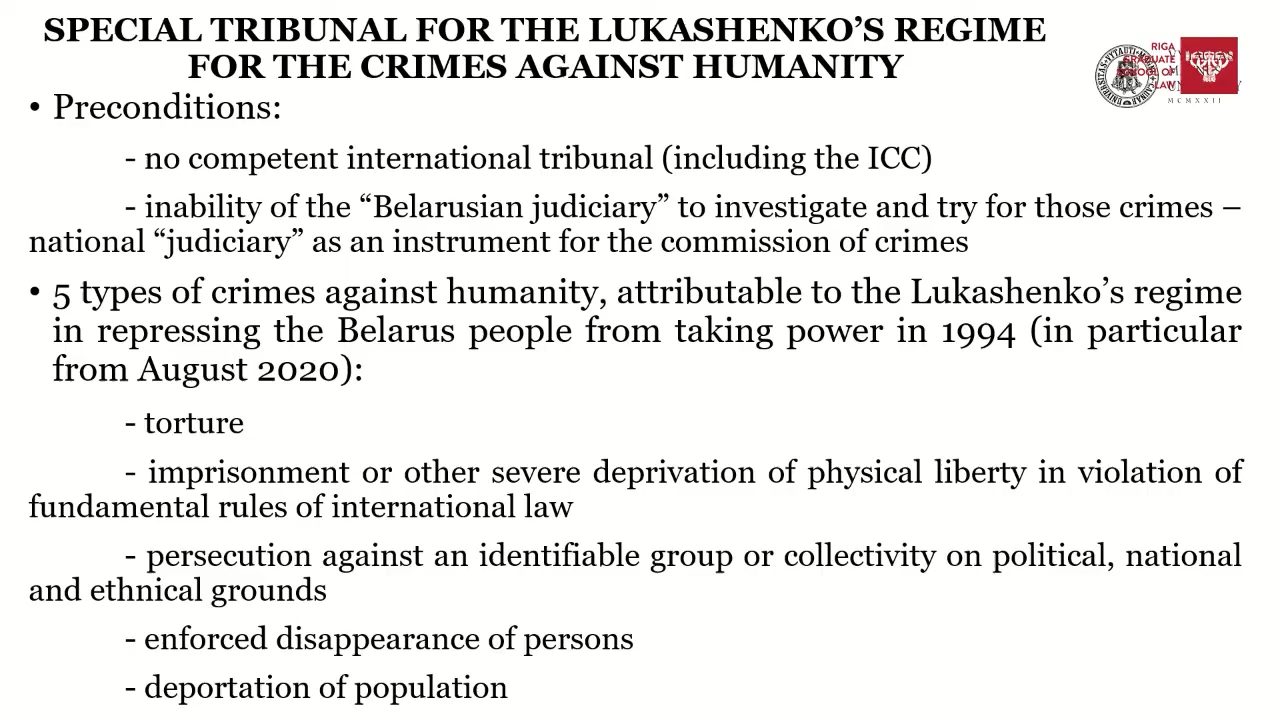 SPECIAL TRIBUNAL FOR THE LUKASHENKO’S REGIME
FOR THE CRIMES AGAINST HUMANITY
RIGA
GRADUATE
SCHOOL OF
LAW
MCMXXII
• Preconditions:
- no competent international tribunal (including the ICC)
- inability of the “Belarusian judiciary” to investigate and try for those crimes –
national “judiciary” as an instrument for the commission of crimes
• 5 types of crimes against humanity, attributable to the Lukashenko’s regime
in repressing the Belarus people from taking power in 1994 (in particular
from August 2020):
- torture
- imprisonment or other severe deprivation of physical liberty in violation of
fundamental rules of international law
- persecution against an identifiable group or collectivity on political, national
and ethnical grounds
- enforced disappearance of persons
- deportation of population